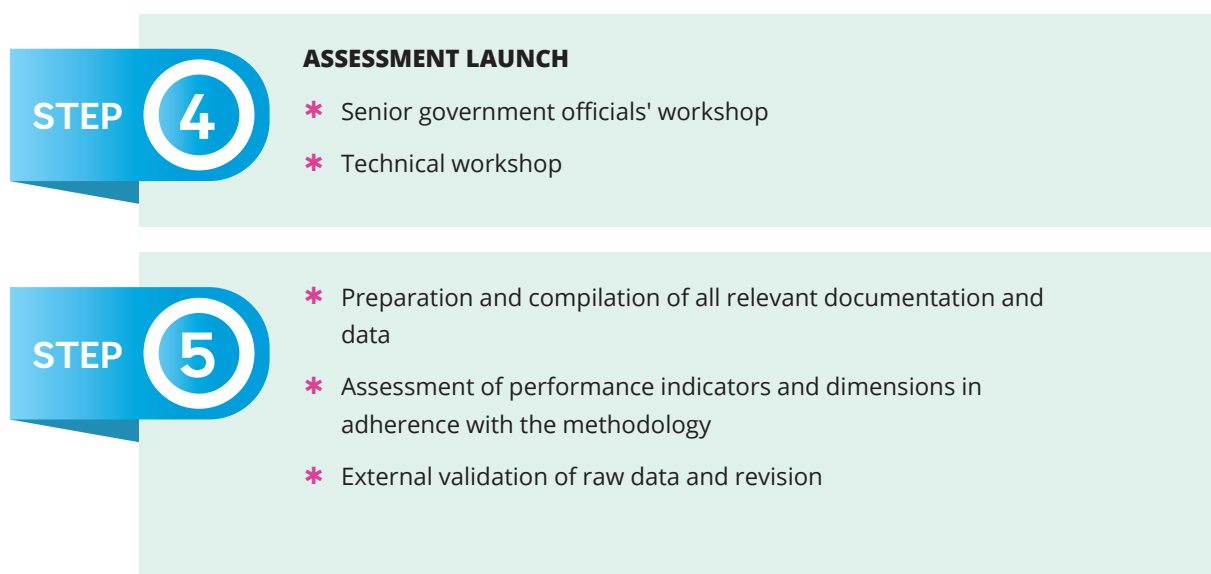 STEP 4
ASSESSMENT LAUNCH
✱ Senior government officials' workshop
✱ Technical workshop
STEP 5
✱ Preparation and compilation of all relevant documentation and
data
✱ Assessment of performance indicators and dimensions in
adherence with the methodology
✱ External validation of raw data and revision